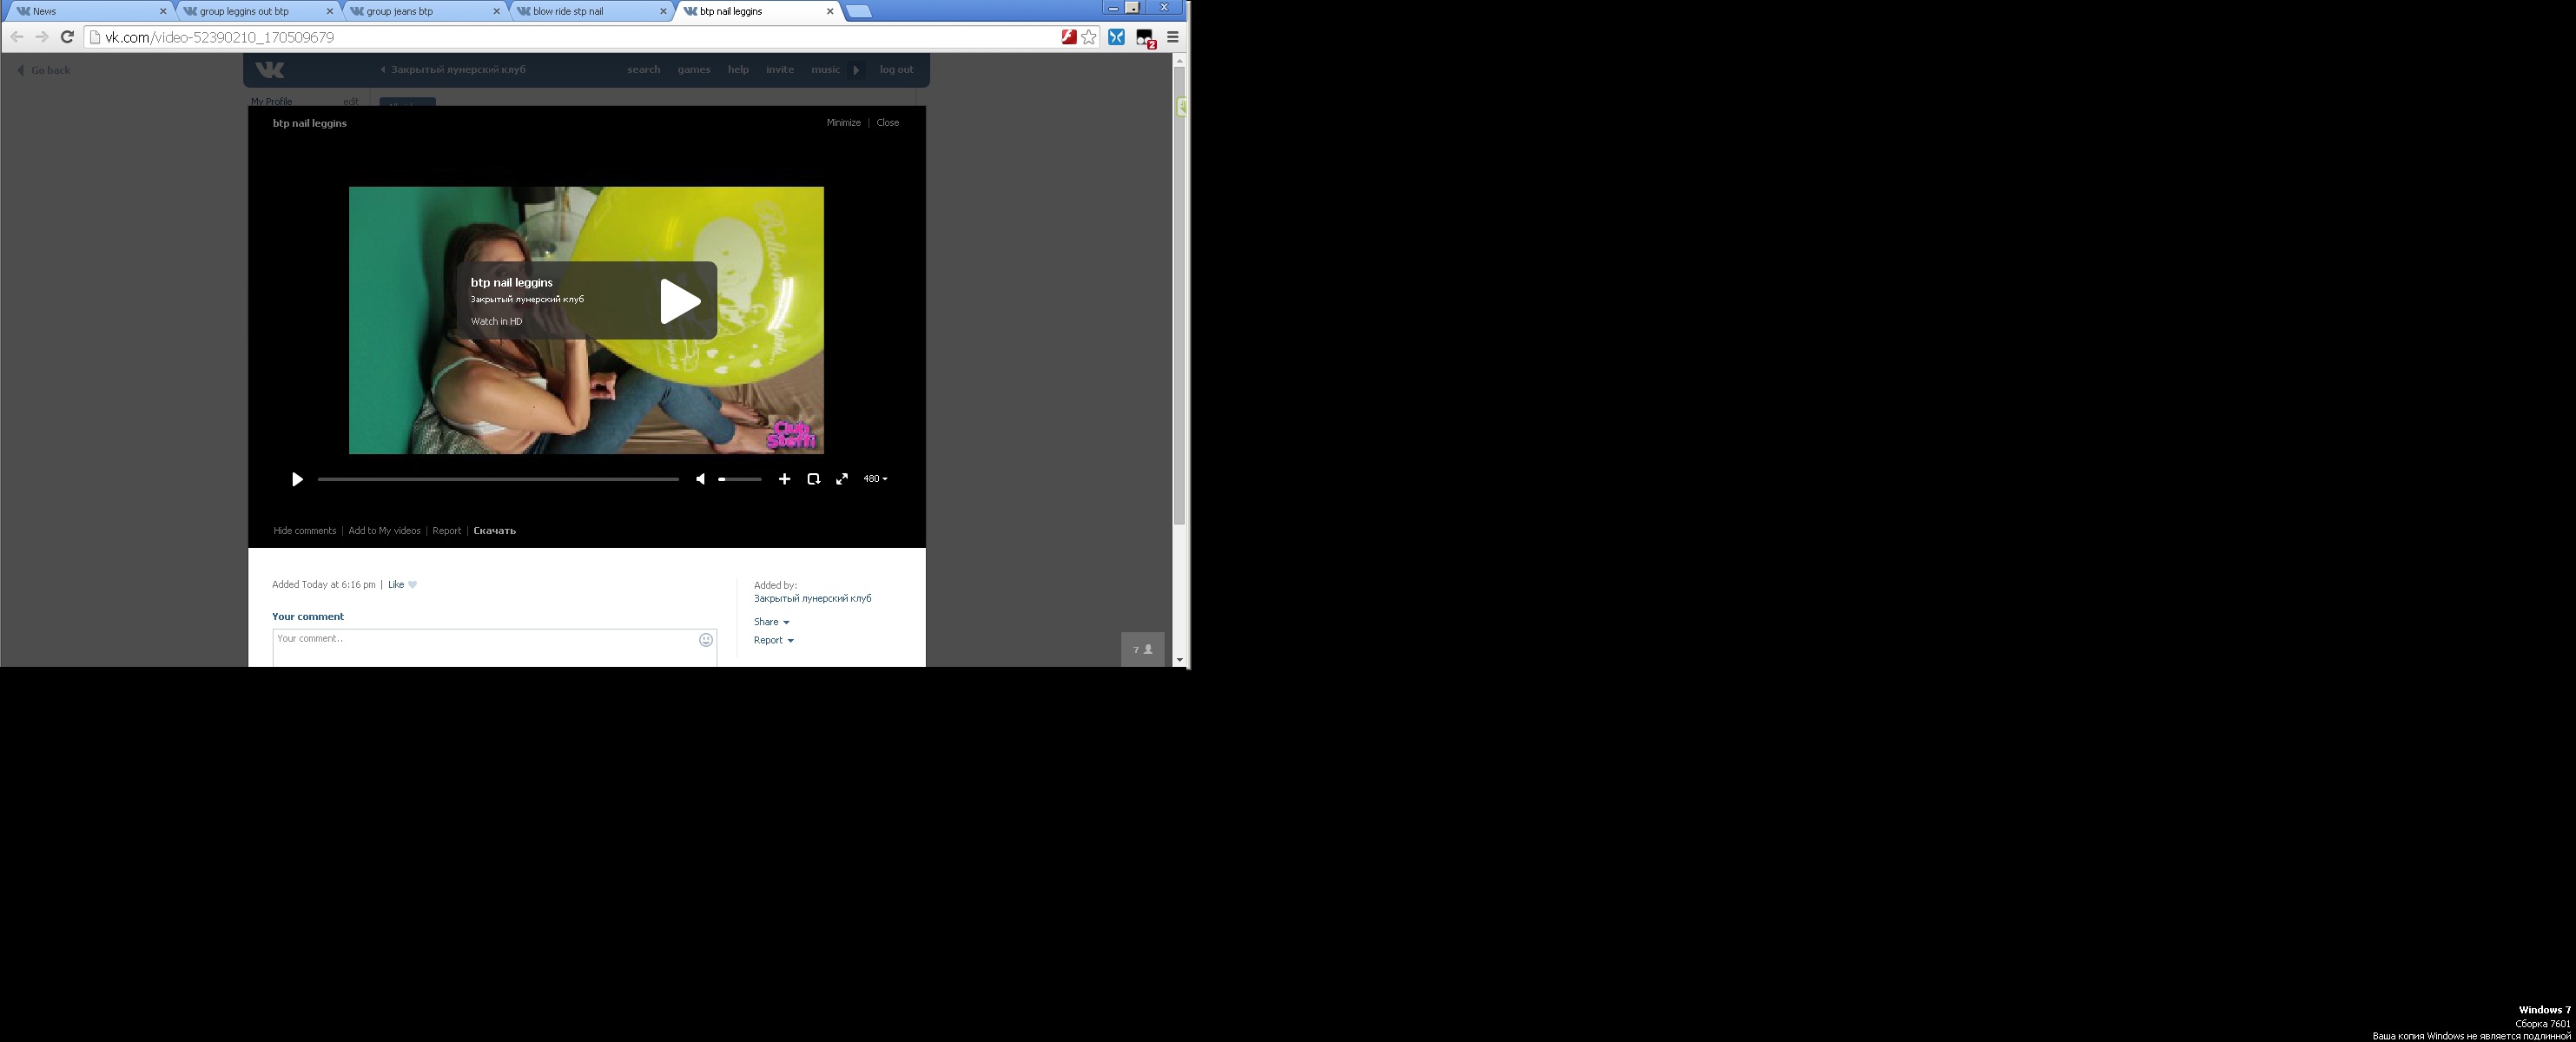 News
group leggins out btp
group jeans btp
blow ride stp nail
btp nail leggins
vk.com/video-52390210_170509679
2
Go back
Закрытый лунерский клуб
search
games
help
invite
music
log out
My Profile
edit
btp nail leggins
Minimize | Close
btp nail leggins
Закрытый лунерский клуб
Watch in HD
Club
Steffi
480
Hide comments | Add to My videos | Report | Скачать
Added Today at 6:16 pm | Like
Added by:
Закрытый лунерский клуб
Your comment
Share
Your comment..
Report
7
Windows 7
Сборка 7601
Ваша копия Windows не является подлинной